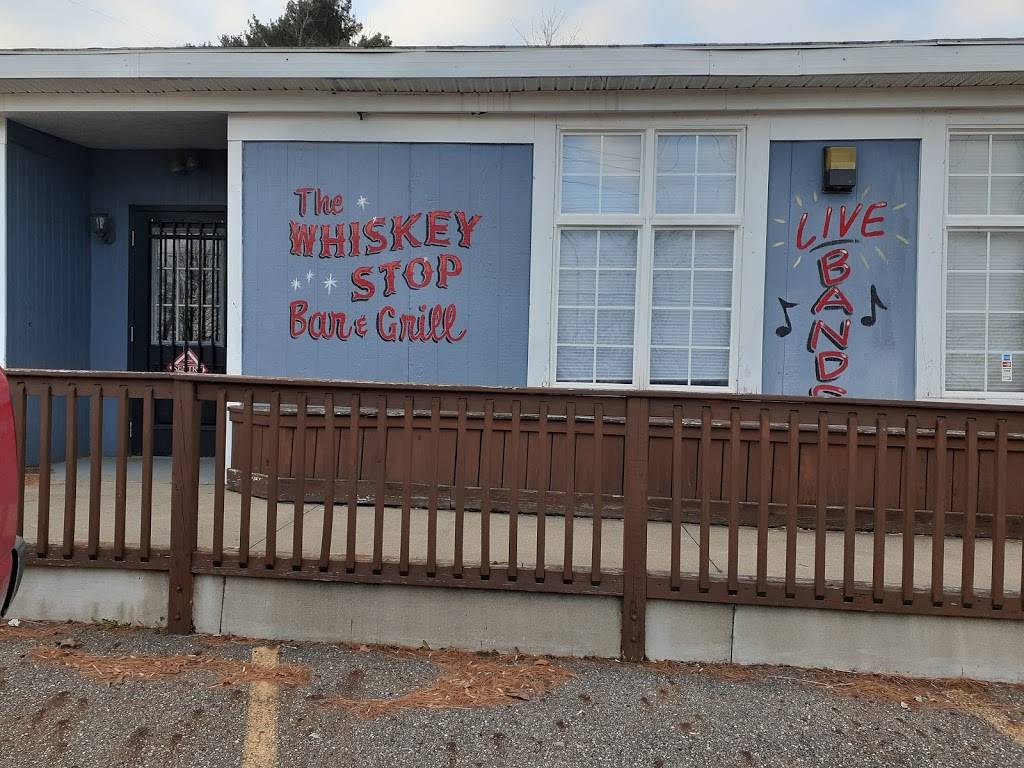 The
WHISKEY
STOP
Bar & Grill
LIVE
BANDS